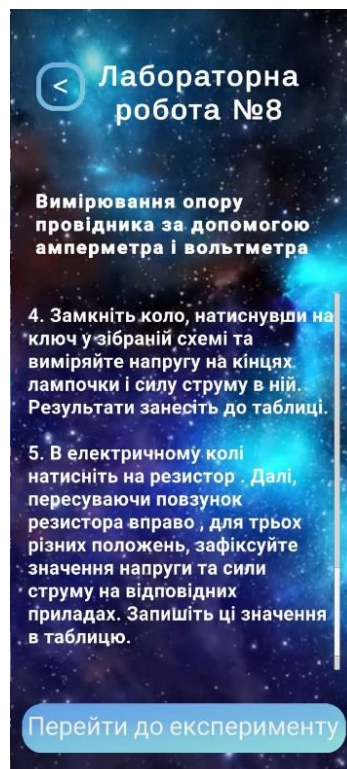 <
Лабораторна
робота №8
Вимірювання опору
провідника за допомогою
амперметра і вольтметра
4. Замкніть коло, натиснувши на
ключ у зібраній схемі та
виміряйте напругу на кінцях
лампочки і силу струму в ній.
Результати занесіть до таблиці.
5. В електричному колі
натисніть на резистор . Далі,
пересуваючи повзунок
резистора вправо , для трьох
різних положень, зафіксуйте
значення напруги та сили
струму на відповідних
приладах. Запишіть ці значення
в таблицю.
Перейти до експерименту